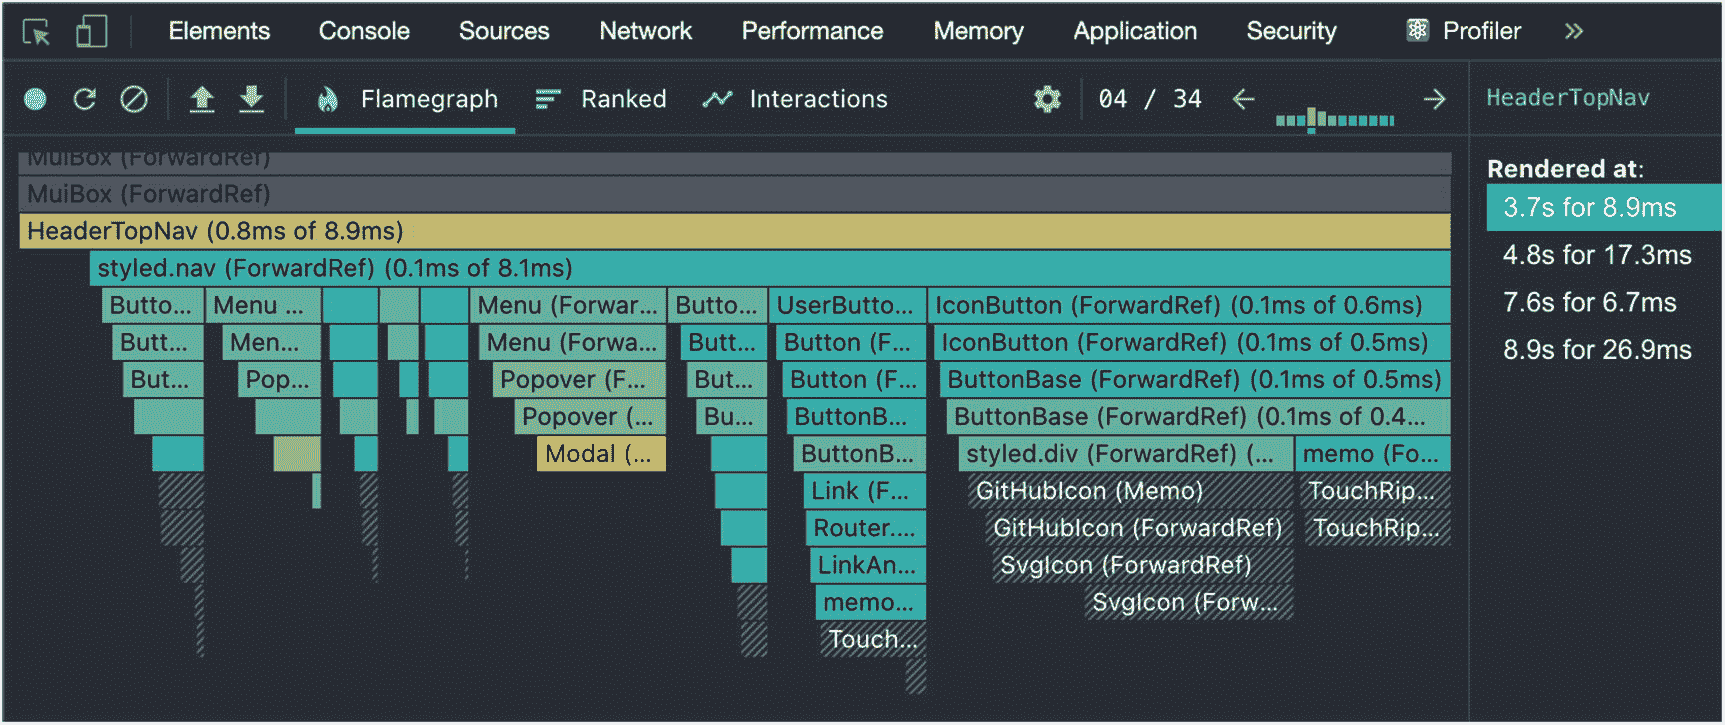 Elements Console Sources Network Performance Memory Application Security Profiler »
Flamegraph Ranked Interactions 04 / 34 HeaderTopNav
MuiBox (ForwardRef)
MuiBox (ForwardRef)
HeaderTopNav (0.8ms of 8.9ms)
styled.nav (ForwardRef) (0.1ms of 8.1ms)
Butto... Menu ... Menu (Forwar... Butto... UserButto... IconButton (ForwardRef) (0.1ms of 0.6ms)
Butt... Men... Menu (Forwa... Butt... Button (F... IconButton (ForwardRef) (0.1ms of 0.5ms)
But... Pop... Popover (F... But... Button (F... ButtonBase (ForwardRef) (0.1ms of 0.5ms)
Popover (... Bu... ButtonB... ButtonBase (ForwardRef) (0.1ms of 0.4...
Modal (... ButtonB... styled.div (ForwardRef) (... memo (Fo...
Link (F... GitHubIcon (Memo) TouchRip...
Router.... GitHubIcon (ForwardRef) TouchRip...
LinkAn... SvgIcon (ForwardRef)
memo... SvgIcon (Forw...
Touch...
Rendered at:
3.7s for 8.9ms
4.8s for 17.3ms
7.6s for 6.7ms
8.9s for 26.9ms